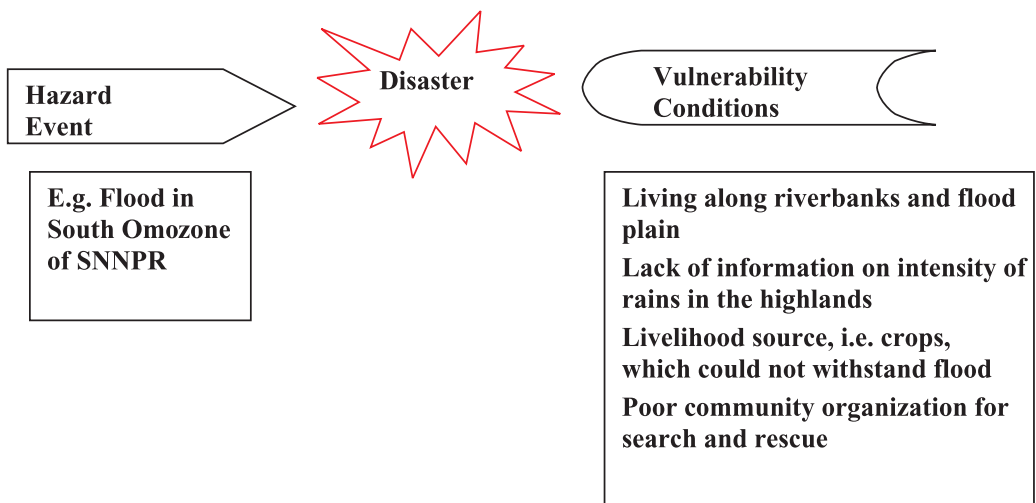 Hazard
Event
Disaster
Vulnerability
Conditions
E.g. Flood in
South Omozone
of SNNPR
Living along riverbanks and flood
plain
Lack of information on intensity of
rains in the highlands
Livelihood source, i.e. crops,
which could not withstand flood
Poor community organization for
search and rescue